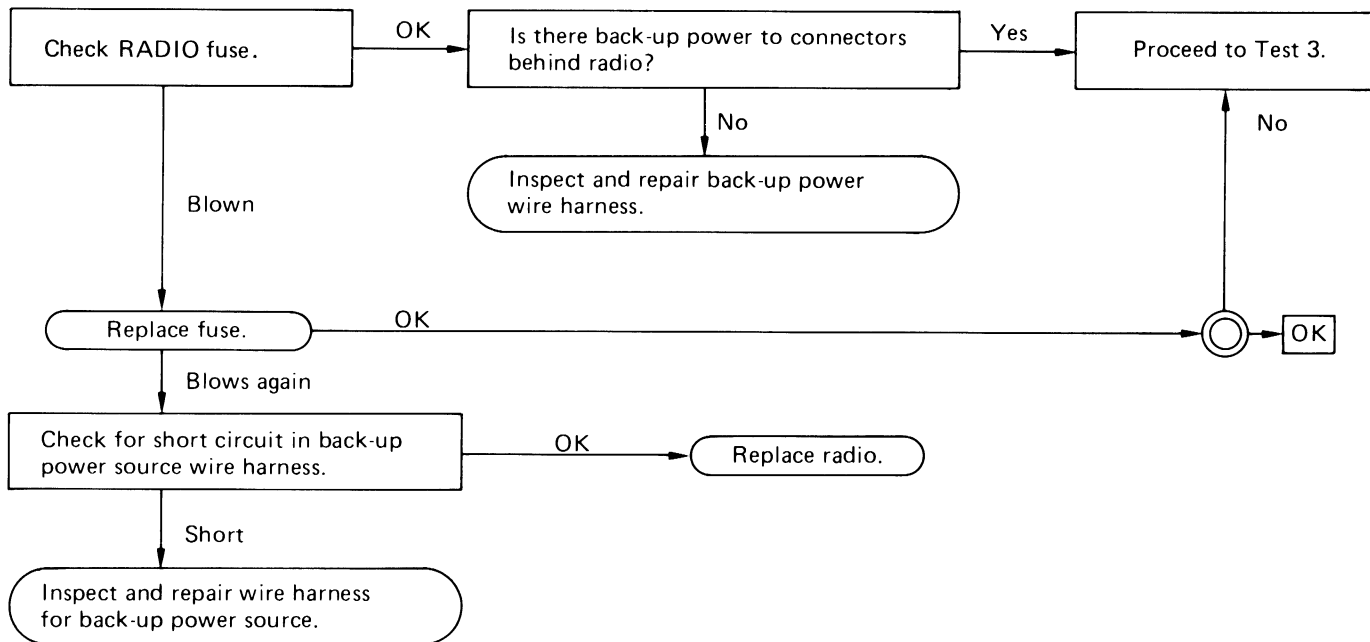 Check RADIO fuse.
OK
Is there back-up power to connectors
behind radio?
Yes
Proceed to Test 3.
No
No
Inspect and repair back-up power
wire harness.
Blown
Replace fuse.
OK
OK
Blows again
Check for short circuit in back-up
power source wire harness.
OK
Replace radio.
Short
Inspect and repair wire harness
for back-up power source.